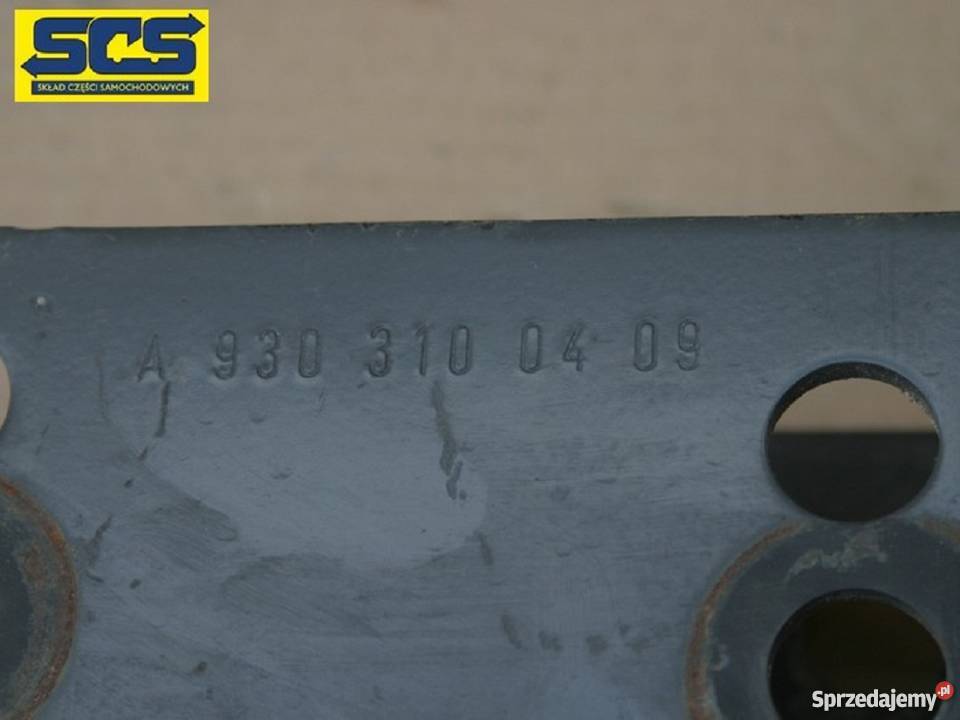 SCS
SKŁAD CZĘŚCI SAMOCHODOWYCH
A 930 310 04 09
Sprzedajemy.pl